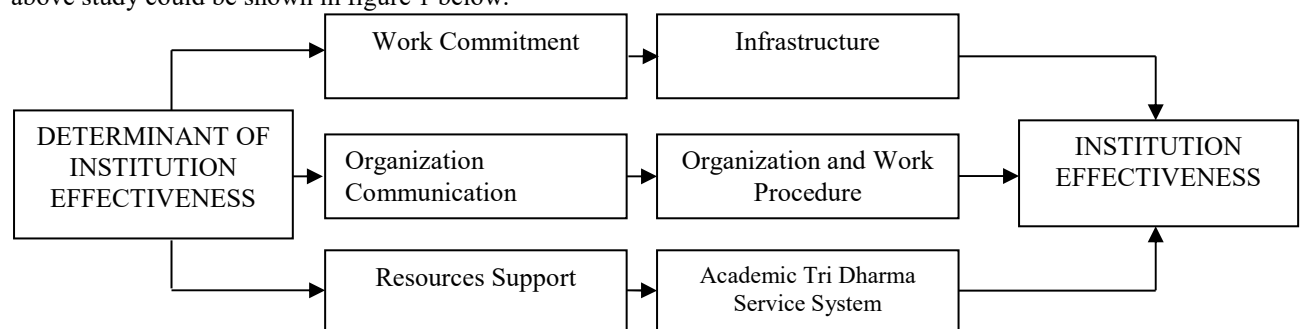 above study could be shown in figure 1 below.
Work Commitment
Infrastructure
DETERMINANT OF
INSTITUTION
EFFECTIVENESS
Organization
Communication
Organization and Work
Procedure
INSTITUTION
EFFECTIVENESS
Resources Support
Academic Tri Dharma
Service System